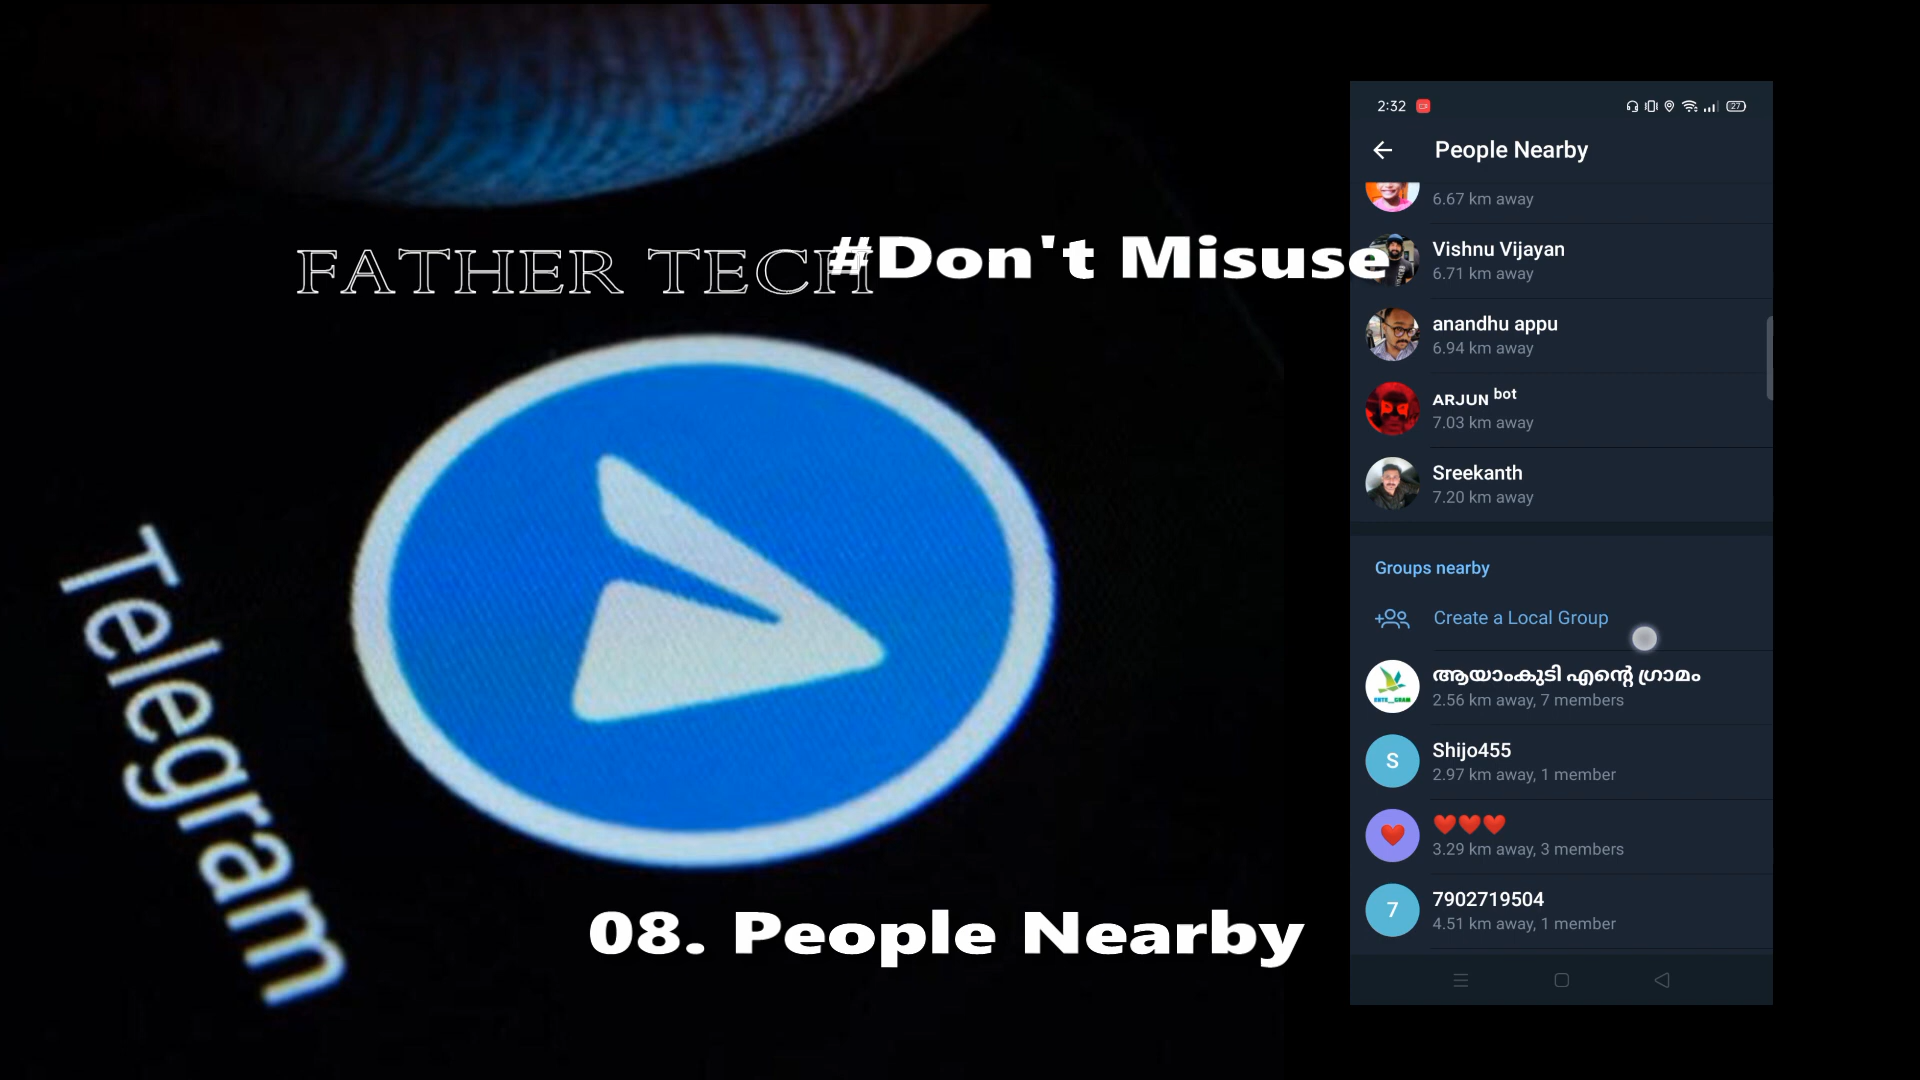 FATHER TECH
#Don't Misuse
Telegram
08. People Nearby
2:32
27
People Nearby
6.67 km away
Vishnu Vijayan
6.71 km away
anandhu appu
6.94 km away
ARJUN bot
7.03 km away
Sreekanth
7.20 km away
Groups nearby
Create a Local Group
ആയാംകുടി എന്റെ ഗ്രാമം
2.56 km away, 7 members
S
Shijo455
2.97 km away, 1 member
❤️❤️❤️
3.29 km away, 3 members
7
7902719504
4.51 km away, 1 member